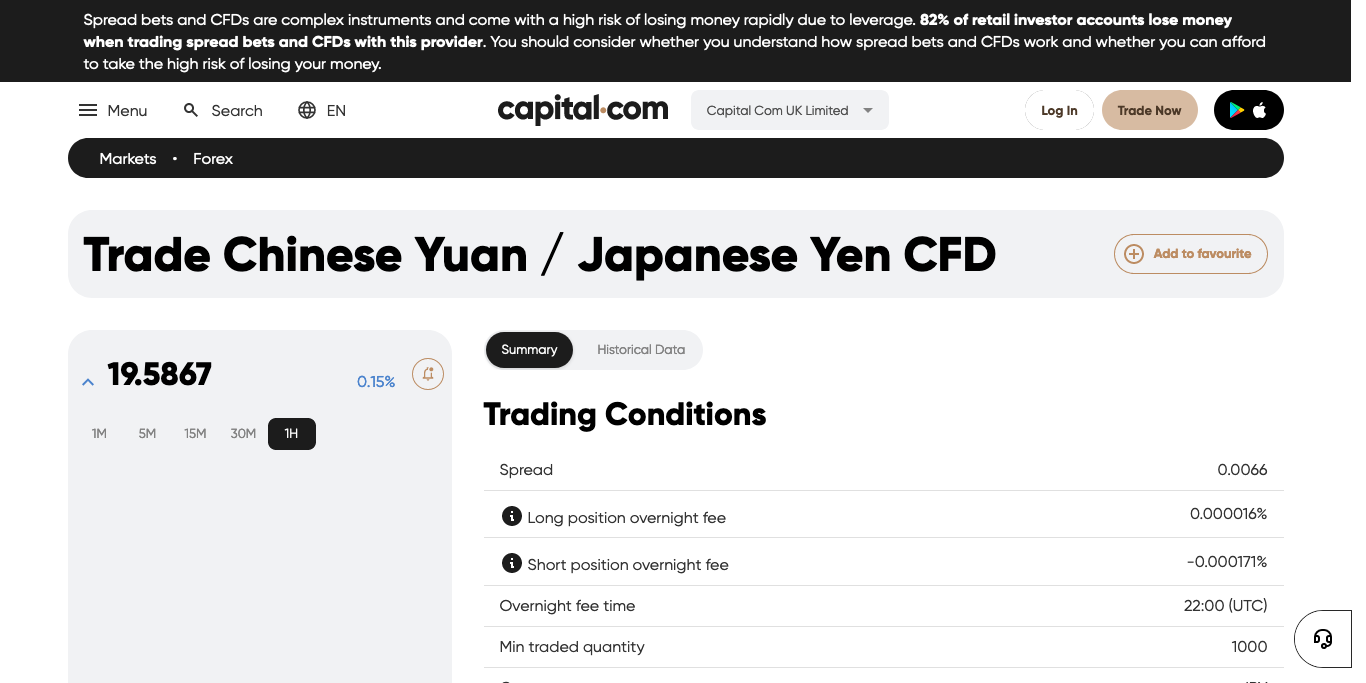 Spread bets and CFDs are complex instruments and come with a high risk of losing money rapidly due to leverage. 82% of retail investor accounts lose money
when trading spread bets and CFDs with this provider. You should consider whether you understand how spread bets and CFDs work and whether you can afford
to take the high risk of losing your money.
Menu Search EN capital.com Capital Com UK Limited Log In Trade Now
Markets • Forex
Trade Chinese Yuan / Japanese Yen CFD Add to favourite
19.5867 0.15%
1M 5M 15M 30M 1H
Summary Historical Data
Trading Conditions
Spread 0.0066
Long position overnight fee 0.000016%
Short position overnight fee -0.000171%
Overnight fee time 22:00 (UTC)
Min traded quantity 1000